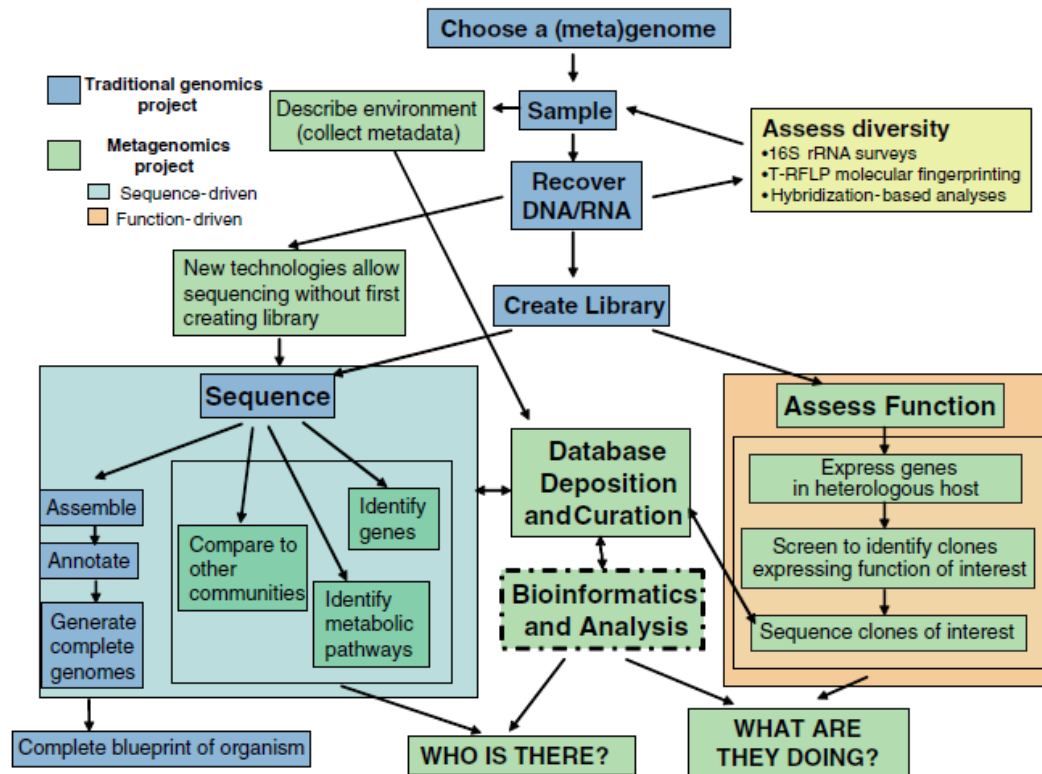 Choose a (meta)genome
Traditional genomics
project
Metagenomics
project
Sequence-driven
Function-driven
Describe environment
(collect metadata)
Sample
Assess diversity
•16S rRNA surveys
•T-RFLP molecular fingerprinting
•Hybridization-based analyses
Recover
DNA/RNA
New technologies allow
sequencing without first
creating library
Create Library
Sequence
Assemble
Annotate
Generate
complete
genomes
Compare to
other
communities
Identify
genes
Identify
metabolic
pathways
Database
Deposition
and Curation
Bioinformatics
and Analysis
Assess Function
Express genes
in heterologous host
Screen to identify clones
expressing function of interest
Sequence clones of interest
Complete blueprint of organism
WHO IS THERE?
WHAT ARE
THEY DOING?